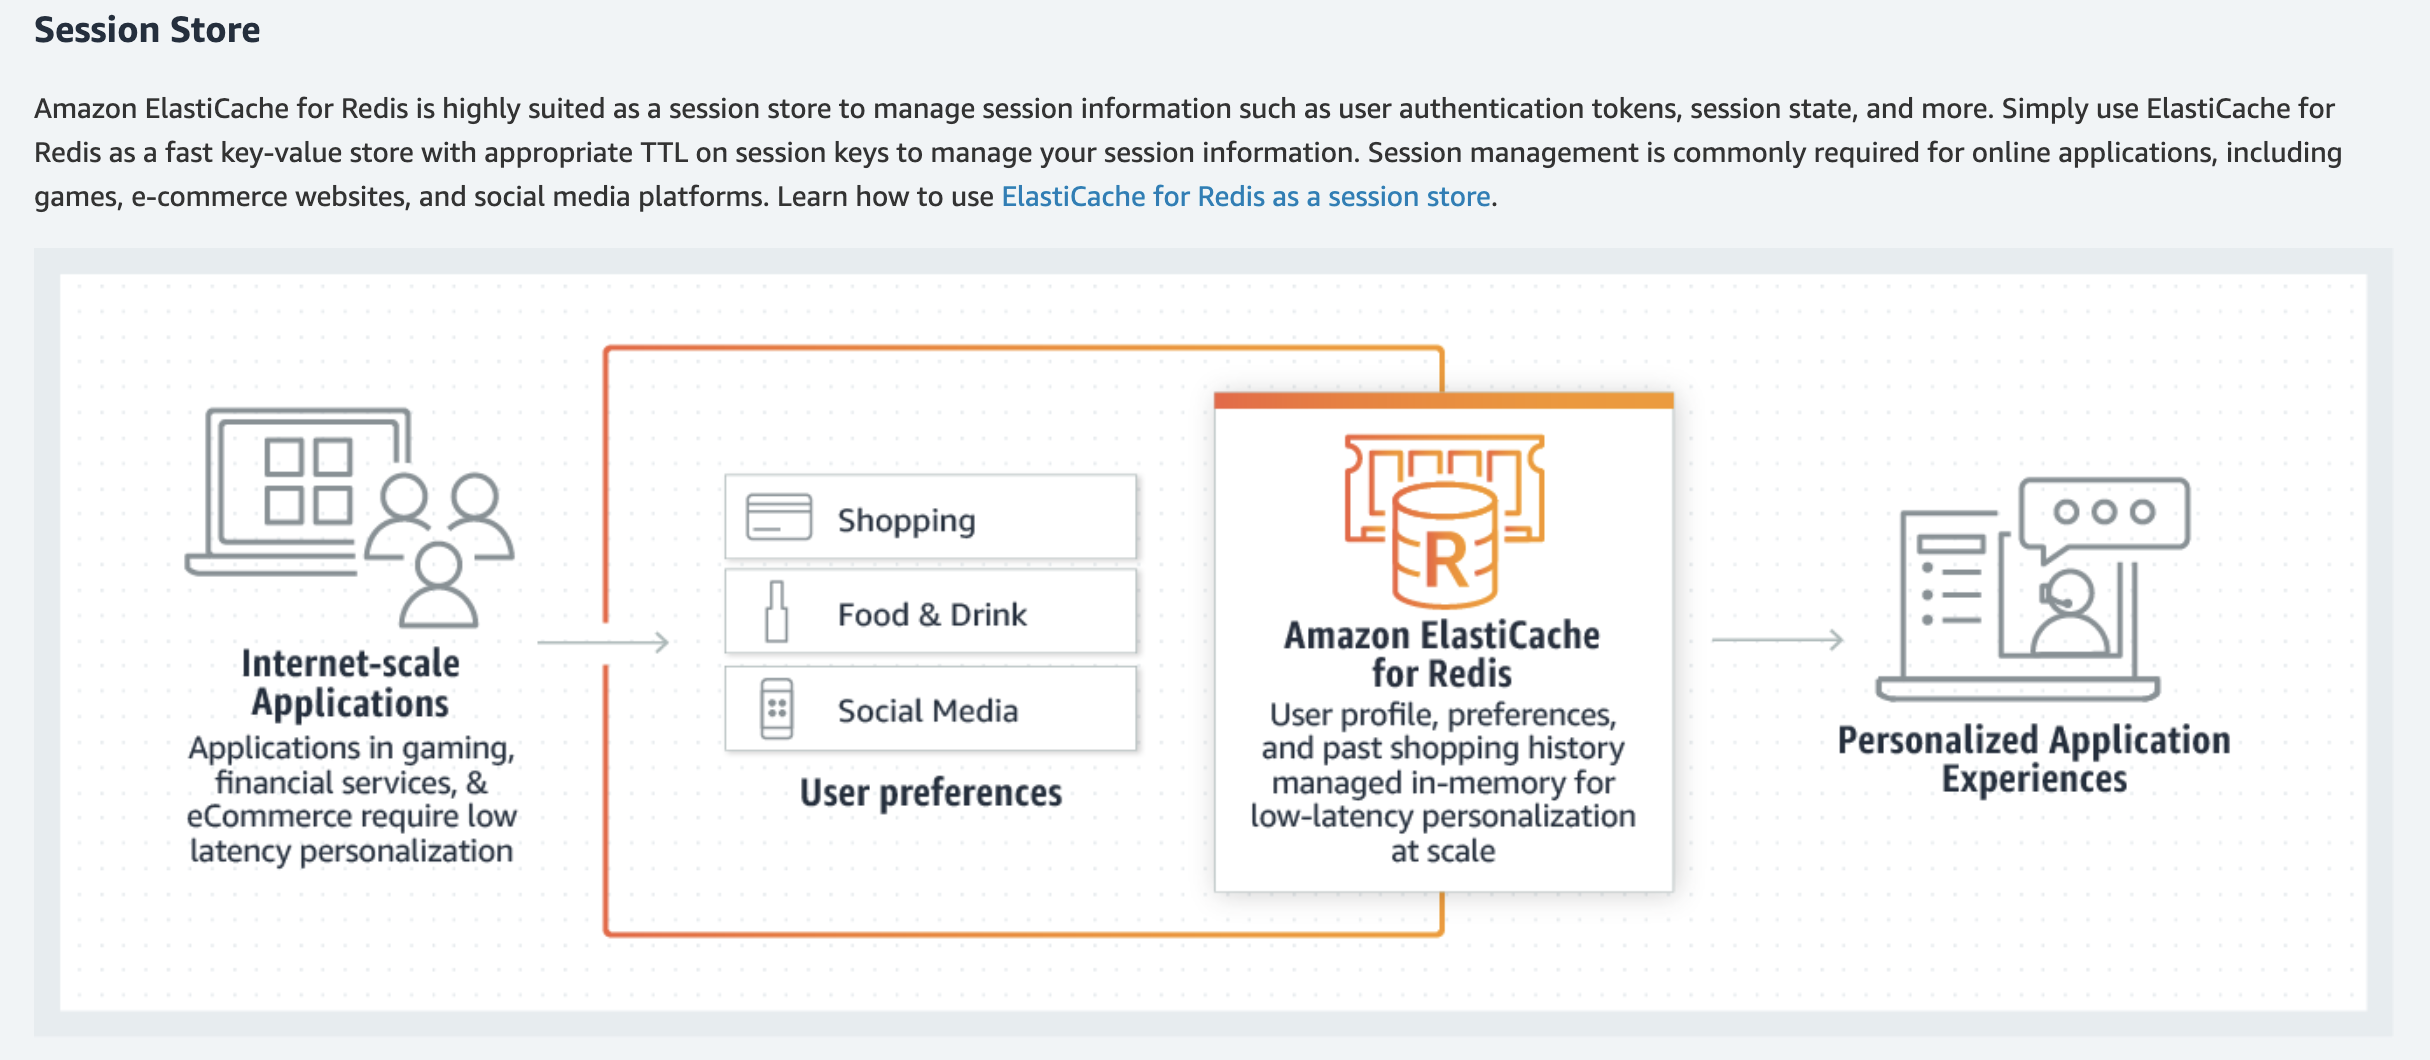 Session Store
Amazon ElastiCache for Redis is highly suited as a session store to manage session information such as user authentication tokens, session state, and more. Simply use ElastiCache for
Redis as a fast key-value store with appropriate TTL on session keys to manage your session information. Session management is commonly required for online applications, including
games, e-commerce websites, and social media platforms. Learn how to use ElastiCache for Redis as a session store.
Internet-scale
Applications
Applications in gaming,
financial services, &
eCommerce require low
latency personalization
Shopping
Food & Drink
Social Media
User preferences
R
Amazon ElastiCache
for Redis
User profile, preferences,
and past shopping history
managed in-memory for
low-latency personalization
at scale
Personalized Application
Experiences